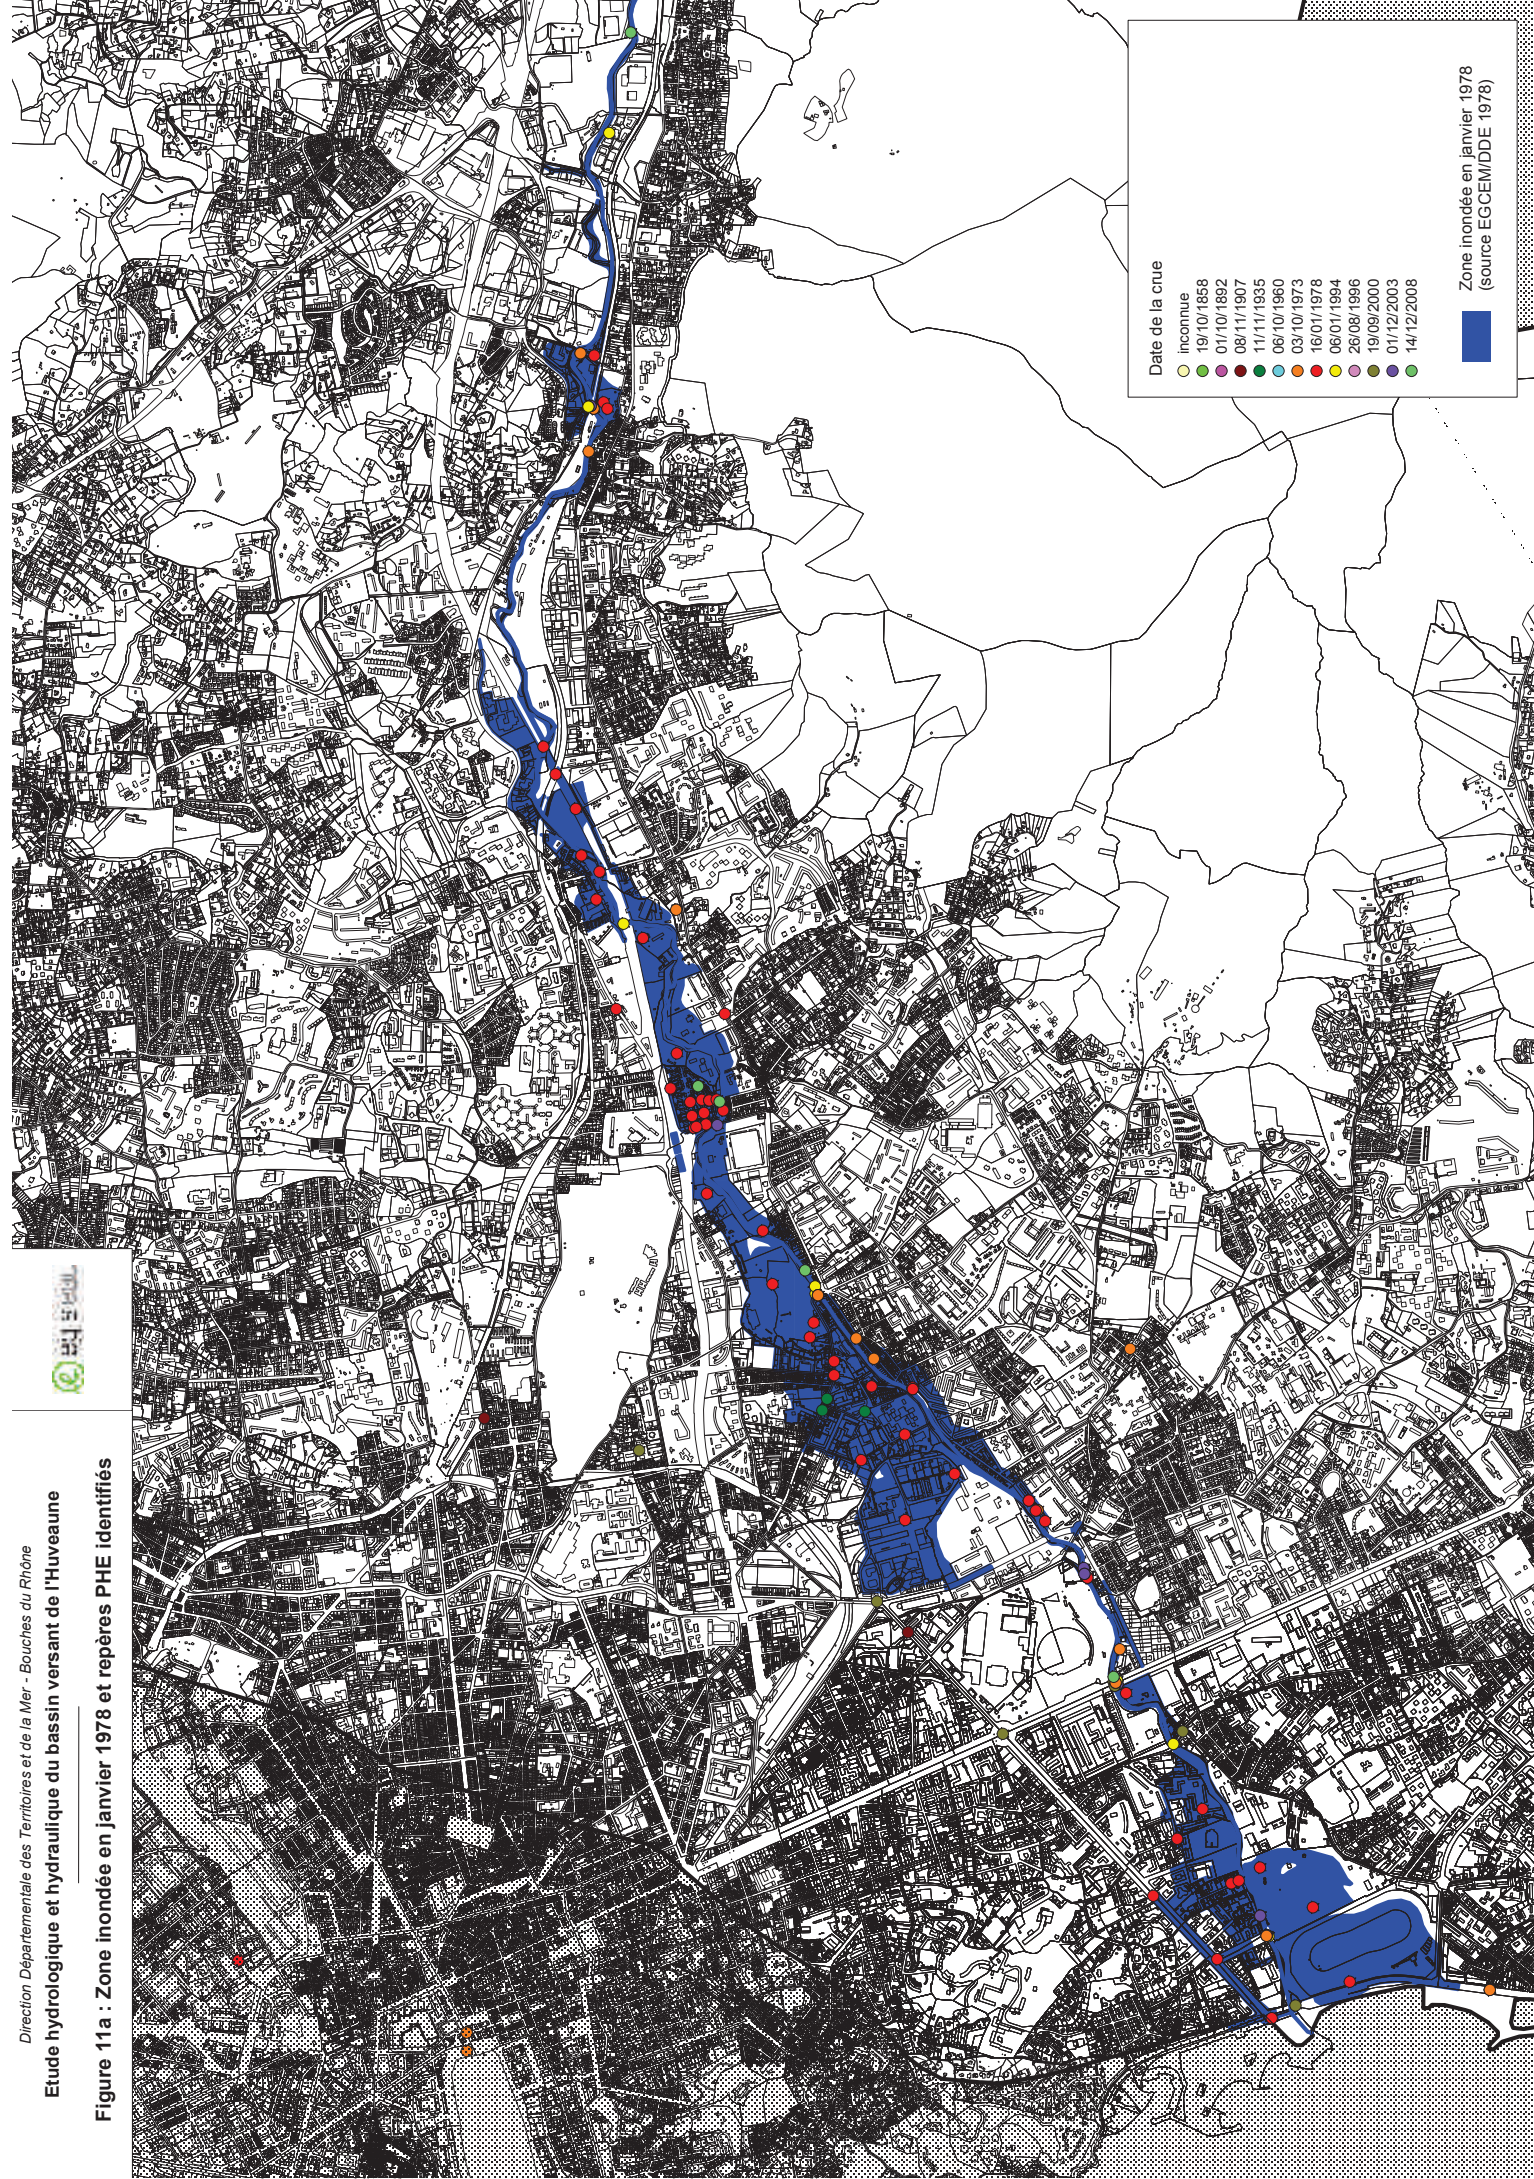 Direction Départementale des Territoires et de la Mer - Bouches du Rhône
Etude hydrologique et hydraulique du bassin versant de l'Huveaune
Figure 11a : Zone inondée en janvier 1978 et repères PHE identifiés
Date de la crue
inconnue
19/10/1858
01/10/1892
08/11/1907
11/11/1935
06/10/1960
03/10/1973
16/01/1978
06/01/1994
26/08/1996
19/09/2000
01/12/2003
14/12/2008
Zone inondée en janvier 1978
(source EGCEM/DDE 1978)